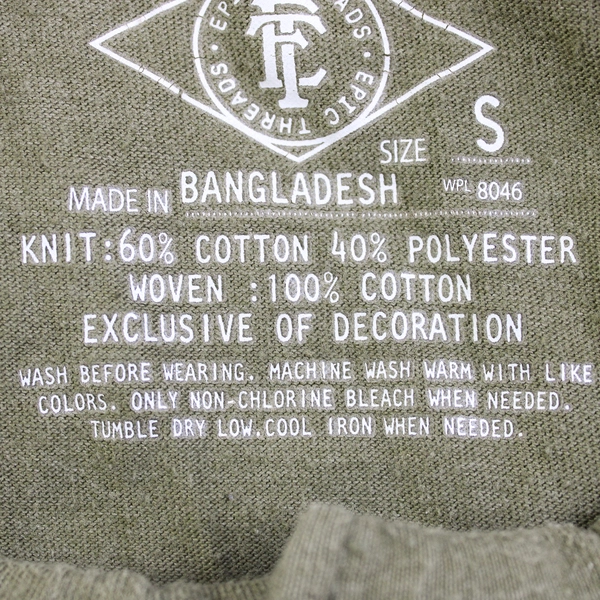 EPIC THREADS · EPIC THREADS ·
SIZE S
MADE IN BANGLADESH WPL 8046
KNIT:60% COTTON 40% POLYESTER
WOVEN :100% COTTON
EXCLUSIVE OF DECORATION
WASH BEFORE WEARING. MACHINE WASH WARM WITH LIKE
COLORS. ONLY NON-CHLORINE BLEACH WHEN NEEDED.
TUMBLE DRY LOW.COOL IRON WHEN NEEDED.